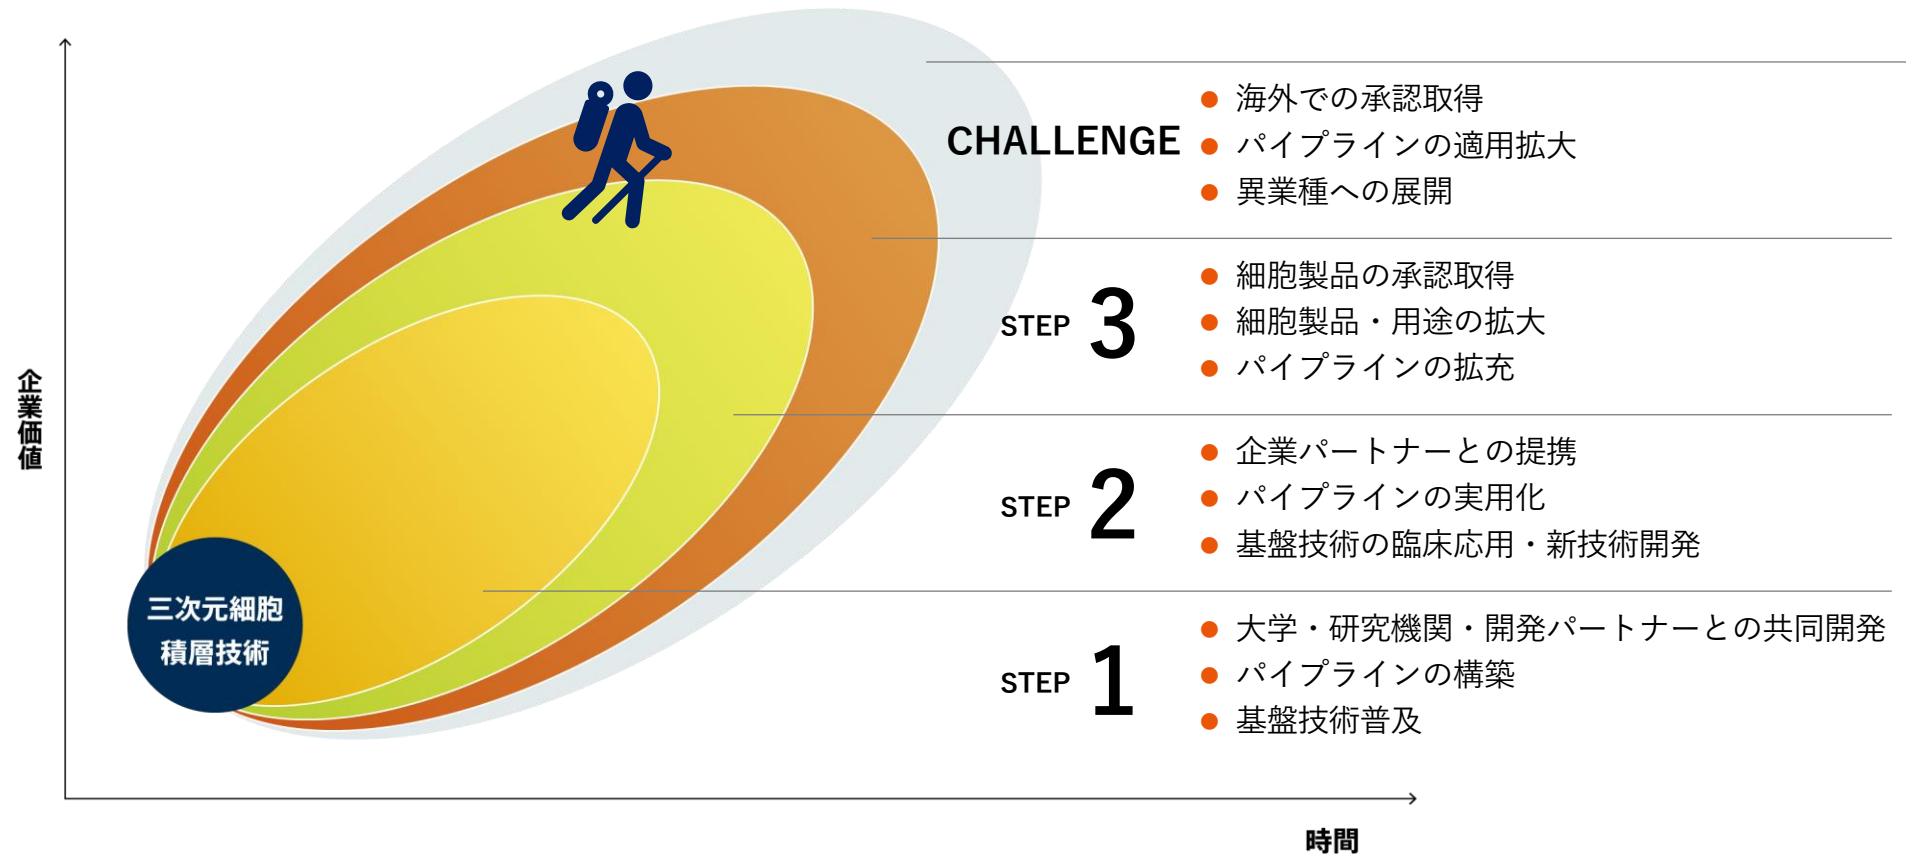 CHALLENGE
海外での承認取得
パイプラインの適用拡大
異業種への展開
STEP 3
細胞製品の承認取得
細胞製品・用途の拡大
パイプラインの拡充
STEP 2
企業パートナーとの提携
パイプラインの実用化
基盤技術の臨床応用・新技術開発
STEP 1
大学・研究機関・開発パートナーとの共同開発
パイプラインの構築
基盤技術普及
企業価値
三次元細胞
積層技術
時間